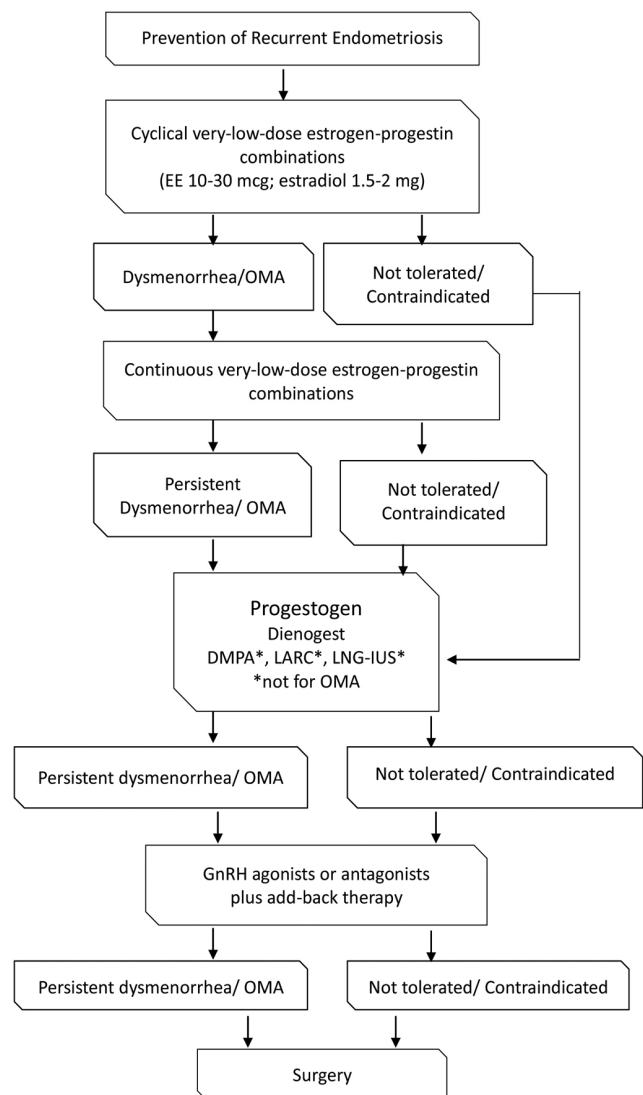 Prevention of Recurrent Endometriosis
Cyclical very-low-dose estrogen-progestin
combinations
(EE 10-30 mcg; estradiol 1.5-2 mg)
Dysmenorrhea/OMA
Not tolerated/
Contraindicated
Continuous very-low-dose estrogen-progestin
combinations
Persistent
Dysmenorrhea/ OMA
Not tolerated/
Contraindicated
Progestogen
Dienogest
DMPA*, LARC*, LNG-IUS*
*not for OMA
Persistent dysmenorrhea/ OMA
Not tolerated/ Contraindicated
GnRH agonists or antagonists
plus add-back therapy
Persistent dysmenorrhea/ OMA
Not tolerated/ Contraindicated
Surgery